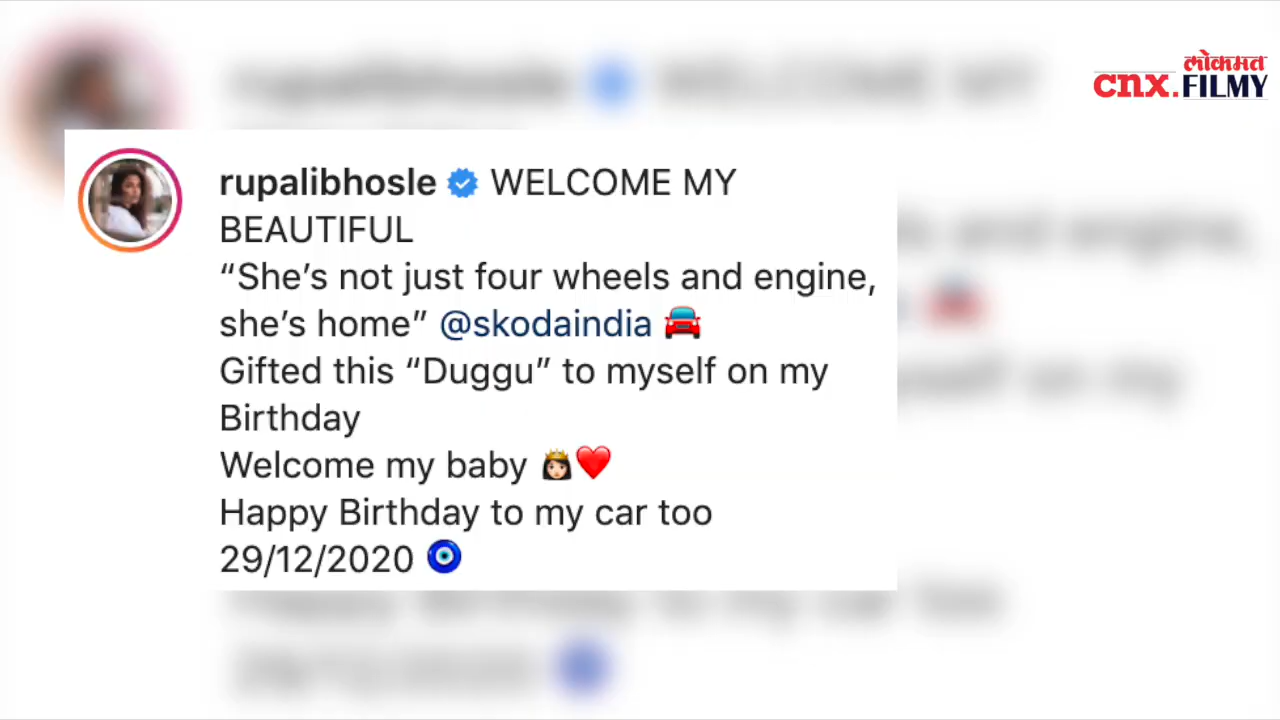 लोकमत
cnx.FILMY
rupalibhosle WELCOME MY
BEAUTIFUL
“She’s not just four wheels and engine,
she’s home” @skodaindia 🚘
Gifted this “Duggu” to myself on my
Birthday
Welcome my baby 👸🏻❤️
Happy Birthday to my car too
29/12/2020 🧿